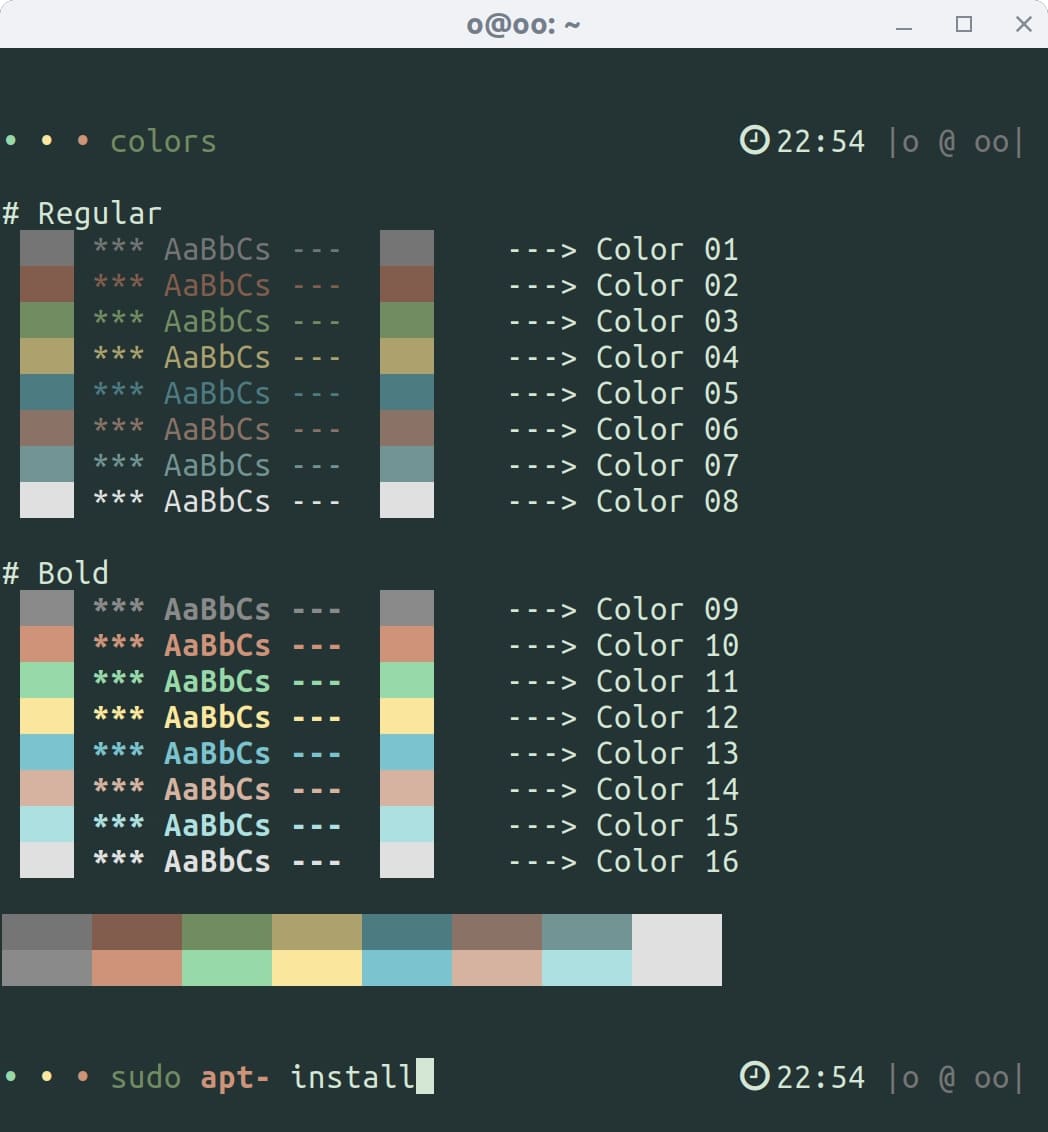 o@oo: ~
• • • colors 22:54 |o @ oo|
# Regular
*** AaBbCs --- ---> Color 01
*** AaBbCs --- ---> Color 02
*** AaBbCs --- ---> Color 03
*** AaBbCs --- ---> Color 04
*** AaBbCs --- ---> Color 05
*** AaBbCs --- ---> Color 06
*** AaBbCs --- ---> Color 07
*** AaBbCs --- ---> Color 08
# Bold
*** AaBbCs --- ---> Color 09
*** AaBbCs --- ---> Color 10
*** AaBbCs --- ---> Color 11
*** AaBbCs --- ---> Color 12
*** AaBbCs --- ---> Color 13
*** AaBbCs --- ---> Color 14
*** AaBbCs --- ---> Color 15
*** AaBbCs --- ---> Color 16
• • • sudo apt- install 22:54 |o @ oo|